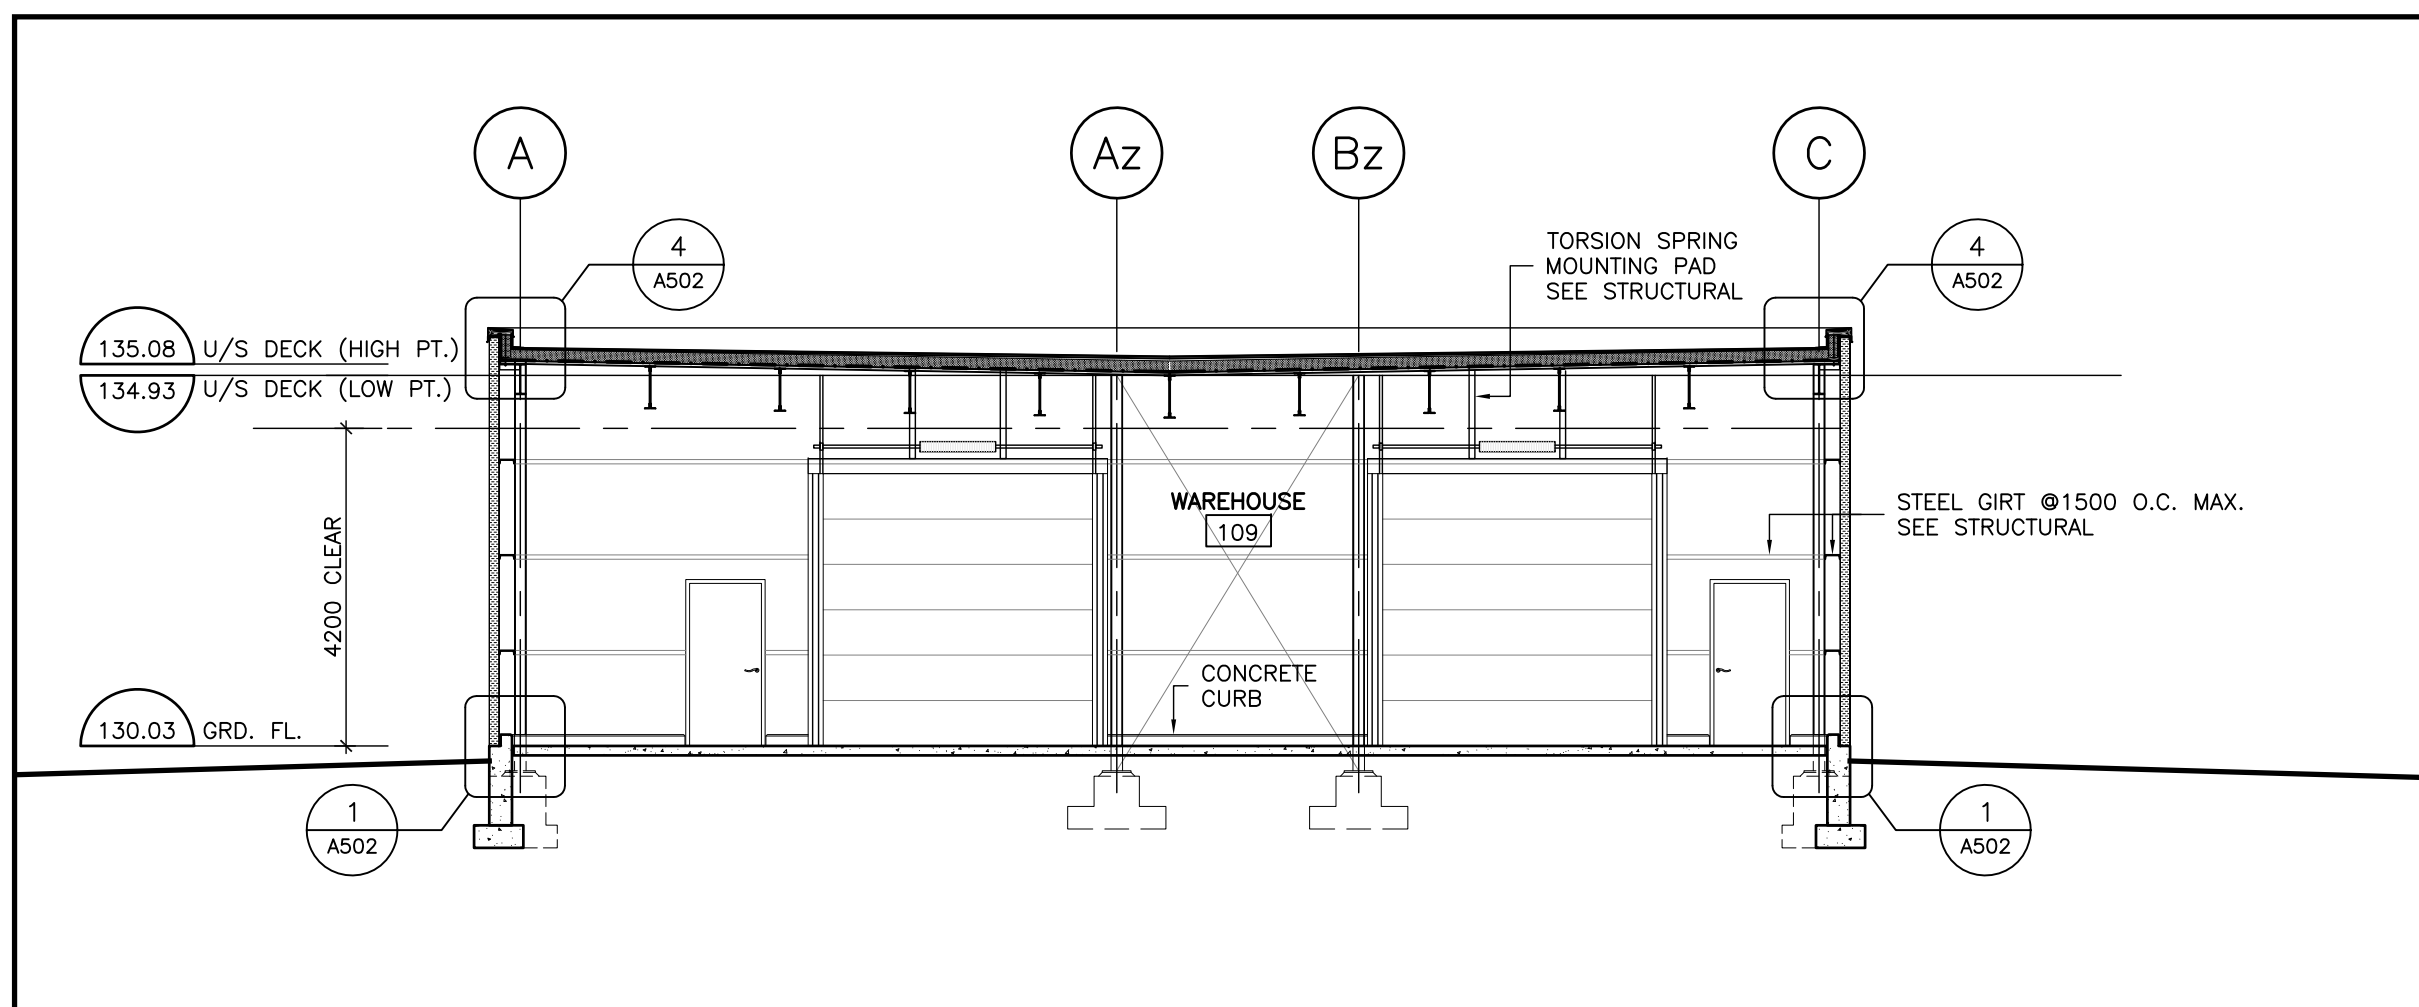 A
Az
Bz
C
4
A502
TORSION SPRING
MOUNTING PAD
SEE STRUCTURAL
4
A502
135.08 U/S DECK (HIGH PT.)
134.93 U/S DECK (LOW PT.)
4200 CLEAR
WAREHOUSE
109
STEEL GIRT @1500 O.C. MAX.
SEE STRUCTURAL
CONCRETE
CURB
130.03 GRD. FL.
1
A502
1
A502